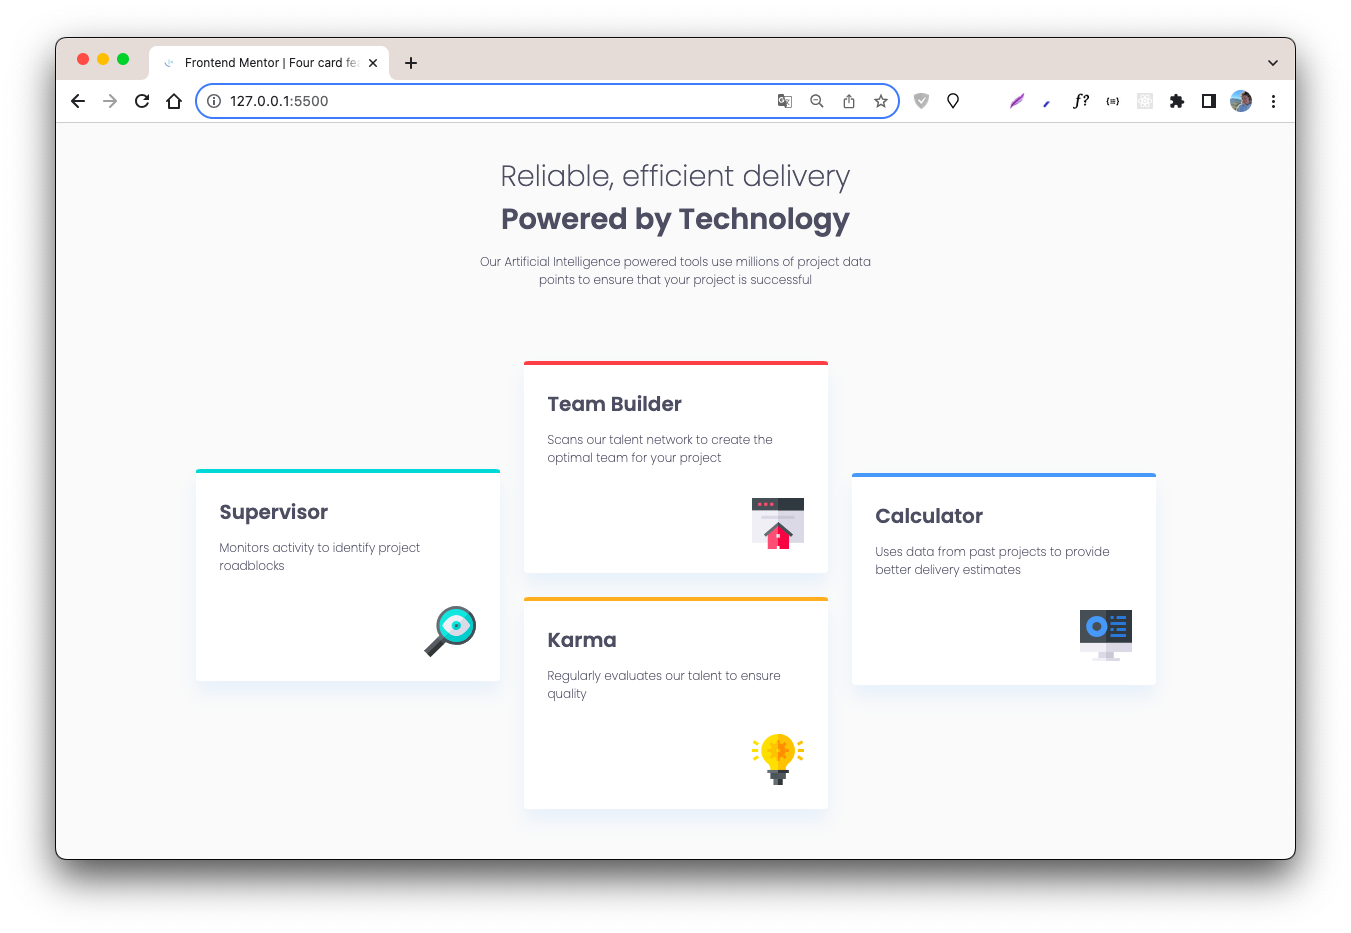 Frontend Mentor | Four card fe
127.0.0.1:5500
f?
Reliable, efficient delivery
Powered by Technology
Our Artificial Intelligence powered tools use millions of project data
points to ensure that your project is successful
Team Builder
Scans our talent network to create the
optimal team for your project
Supervisor
Monitors activity to identify project
roadblocks
Calculator
Uses data from past projects to provide
better delivery estimates
Karma
Regularly evaluates our talent to ensure
quality